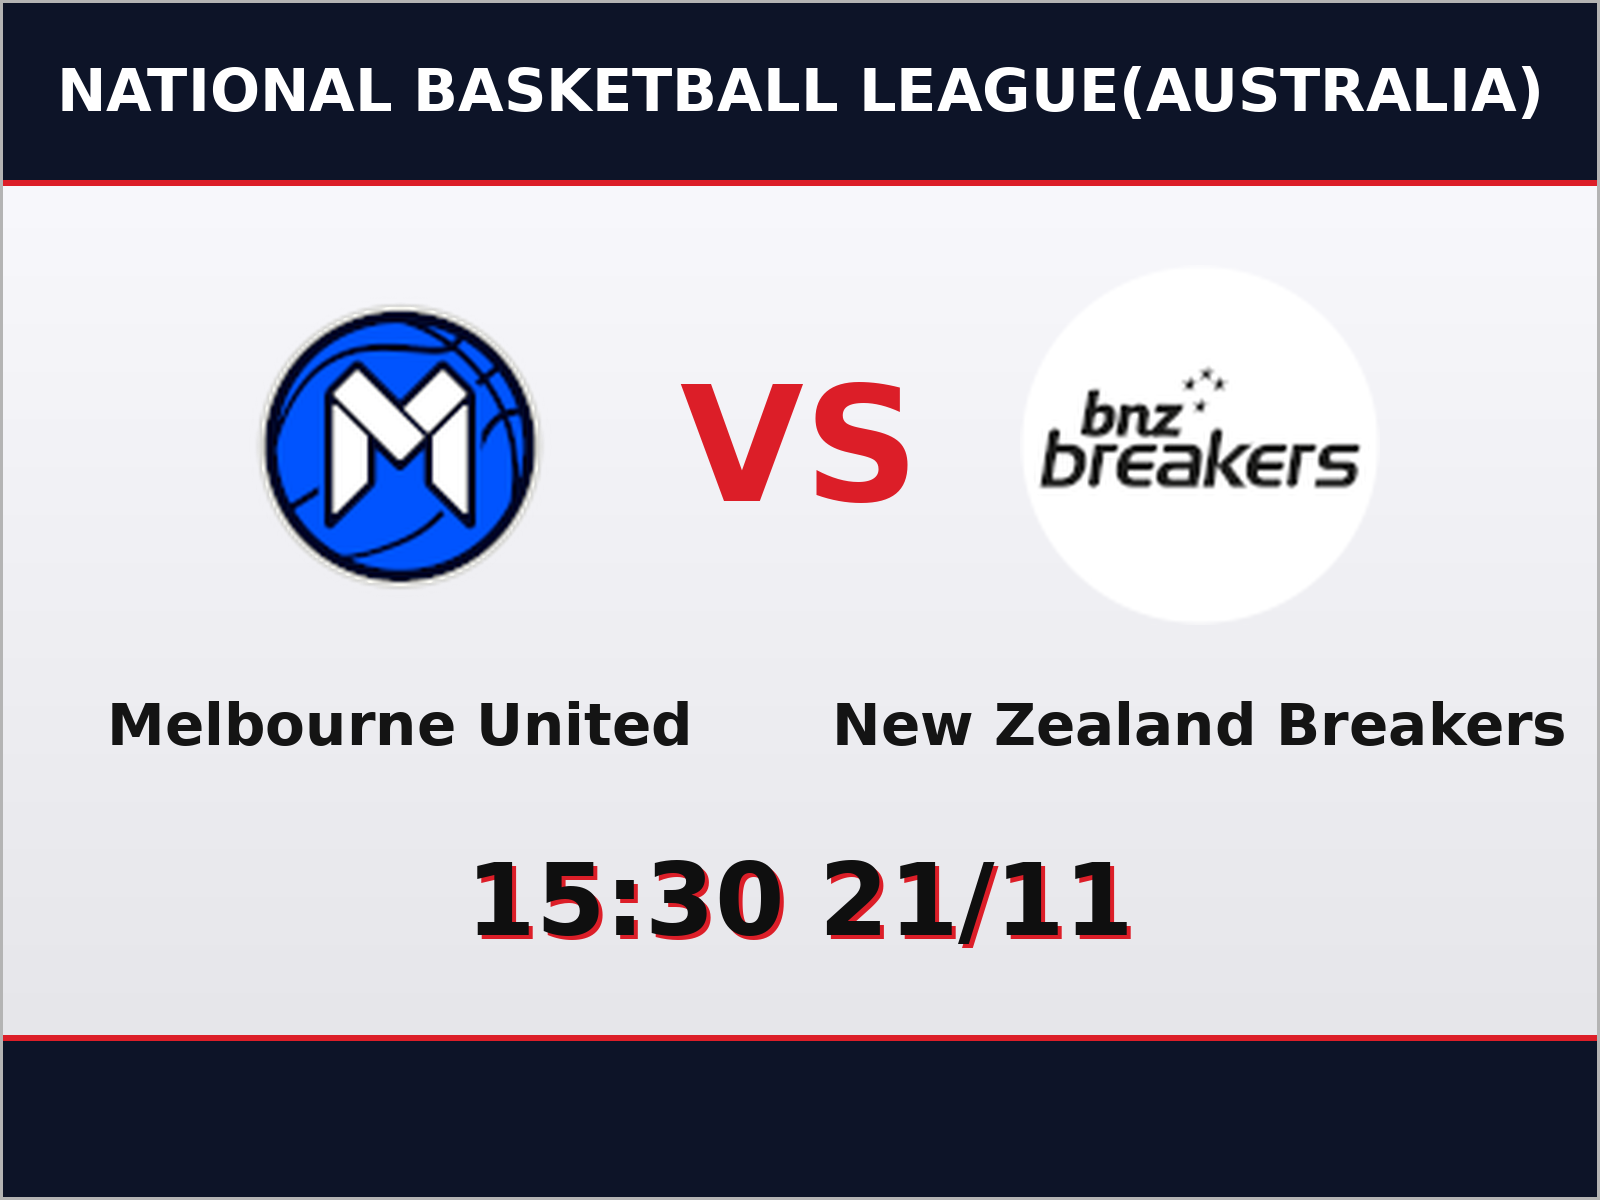 NATIONAL BASKETBALL LEAGUE(AUSTRALIA)
M
VS
bnz
breakers
Melbourne United
New Zealand Breakers
15:30 21/11